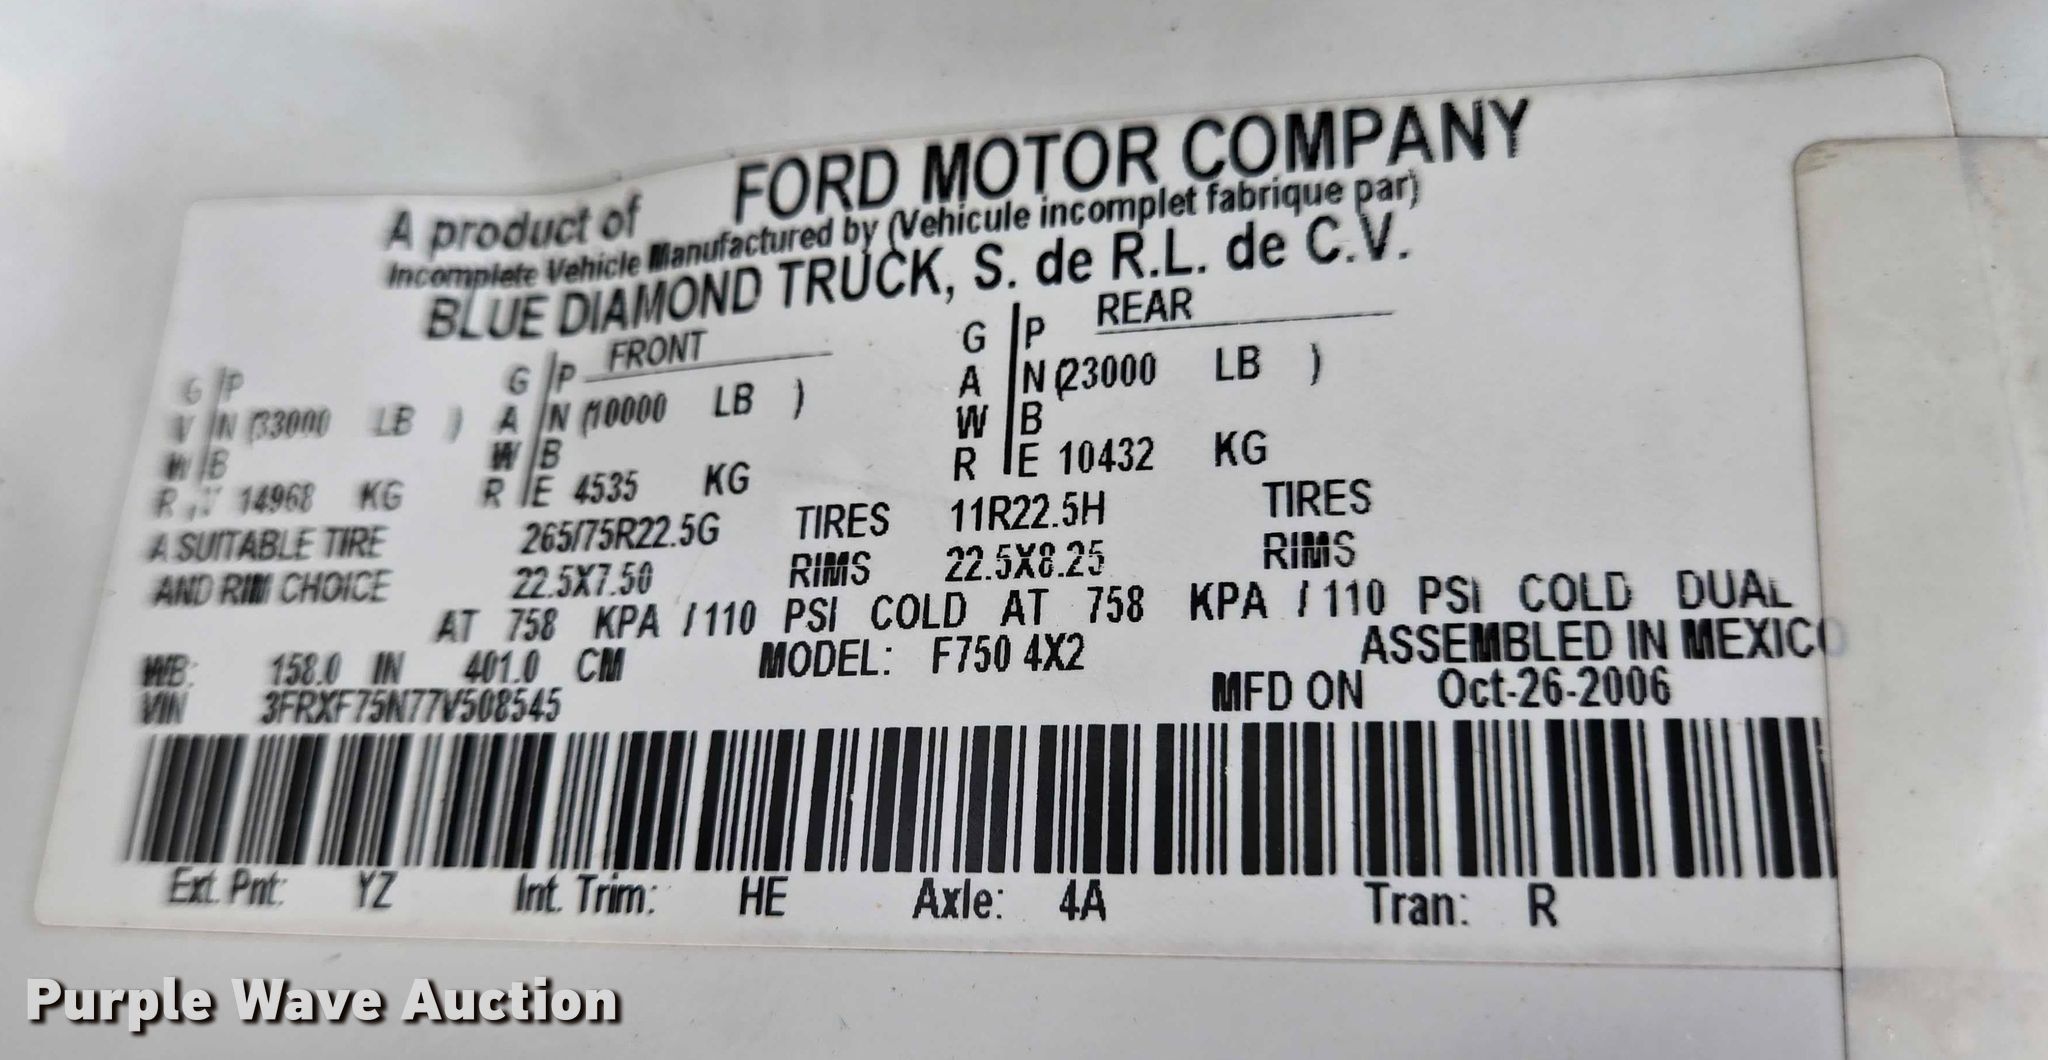 A product of FORD MOTOR COMPANY
Incomplete Vehicle Manufactured by (Vehicule incomplet fabrique par)
BLUE DIAMOND TRUCK, S. de R.L. de C.V.
FRONT REAR
G P G P G P
V N (33000 LB ) A N (10000 LB ) A N (23000 LB )
W B W B W B
R 14968 KG R E 4535 KG R E 10432 KG
A SUITABLE TIRE 265/75R22.5G TIRES 11R22.5H TIRES
AND RIM CHOICE 22.5X7.50 RIMS 22.5X8.25 RIMS
AT 758 KPA / 110 PSI COLD AT 758 KPA / 110 PSI COLD DUAL
WB: 158.0 IN 401.0 CM MODEL: F750 4X2 ASSEMBLED IN MEXICO
VIN 3FRXF75N77V508545 MFD ON Oct-26-2006
Ext. Pnt: YZ Int. Trim: HE Axle: 4A Tran: R
Purple Wave Auction